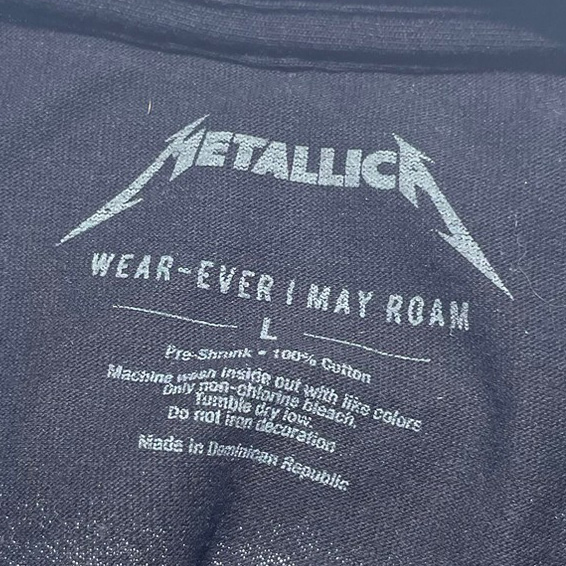 METALLICA
WEAR-EVER I MAY ROAM
L
Pre-Shrunk • 100% Cotton
Machine wash inside out with like colors
Only non-chlorine bleach.
Tumble dry low.
Do not iron decoration
Made in Dominican Republic